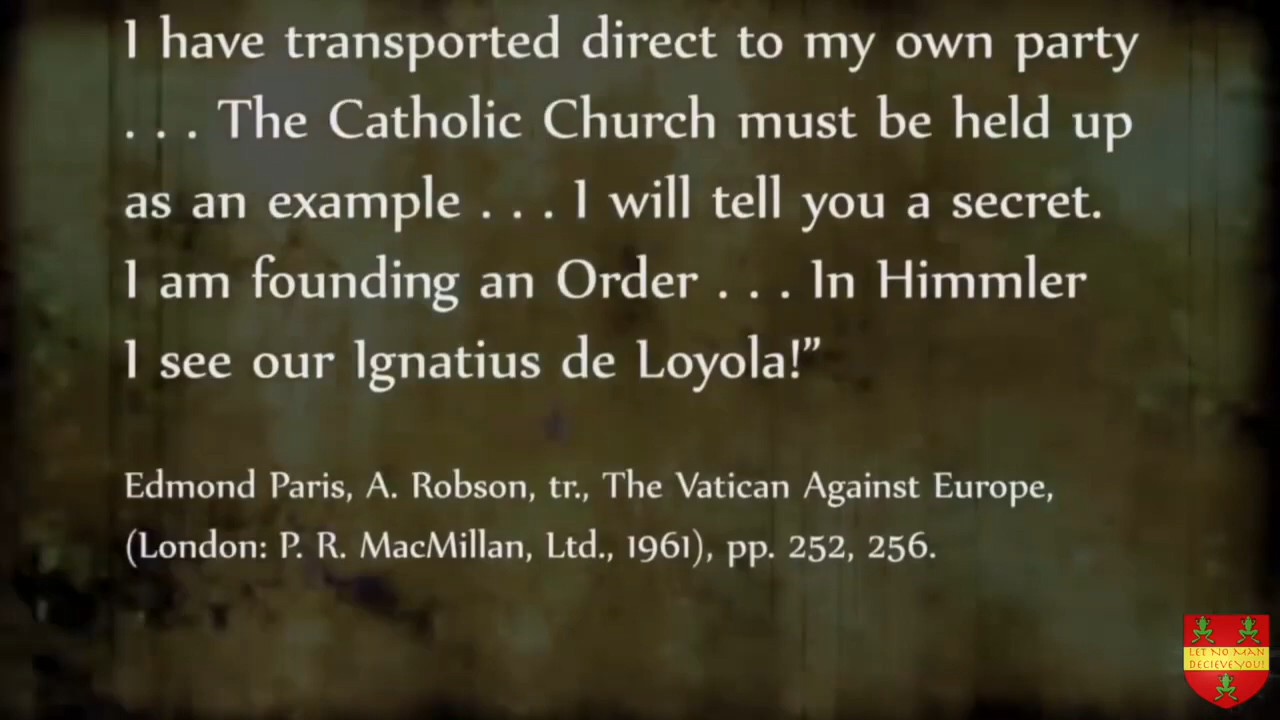 I have transported direct to my own party
. . . The Catholic Church must be held up
as an example . . . I will tell you a secret.
I am founding an Order . . . In Himmler
I see our Ignatius de Loyola!”
Edmond Paris, A. Robson, tr., The Vatican Against Europe,
(London: P. R. MacMillan, Ltd., 1961), pp. 252, 256.
LET NO MAN
DECIEVE YOU!